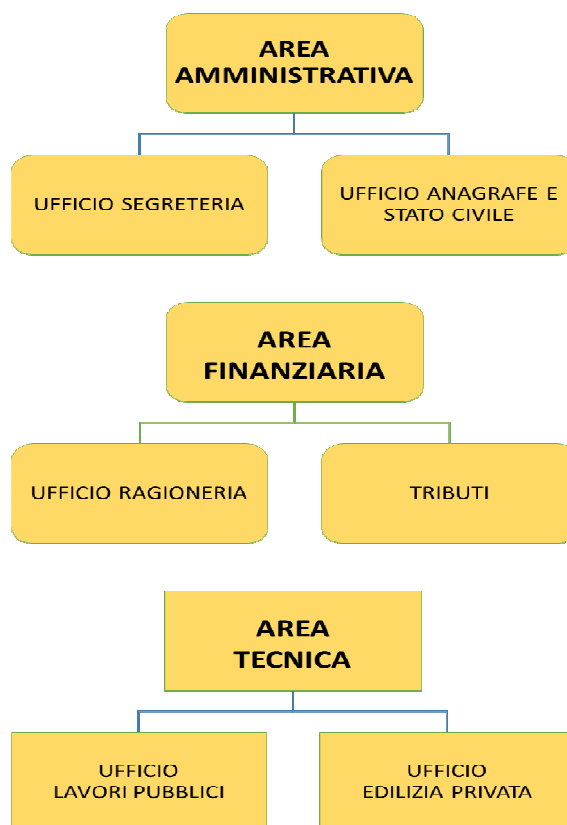 AREA
AMMINISTRATIVA
UFFICIO SEGRETERIA
UFFICIO ANAGRAFE E
STATO CIVILE
AREA
FINANZIARIA
UFFICIO RAGIONERIA
TRIBUTI
AREA
TECNICA
UFFICIO
LAVORI PUBBLICI
UFFICIO
EDILIZIA PRIVATA